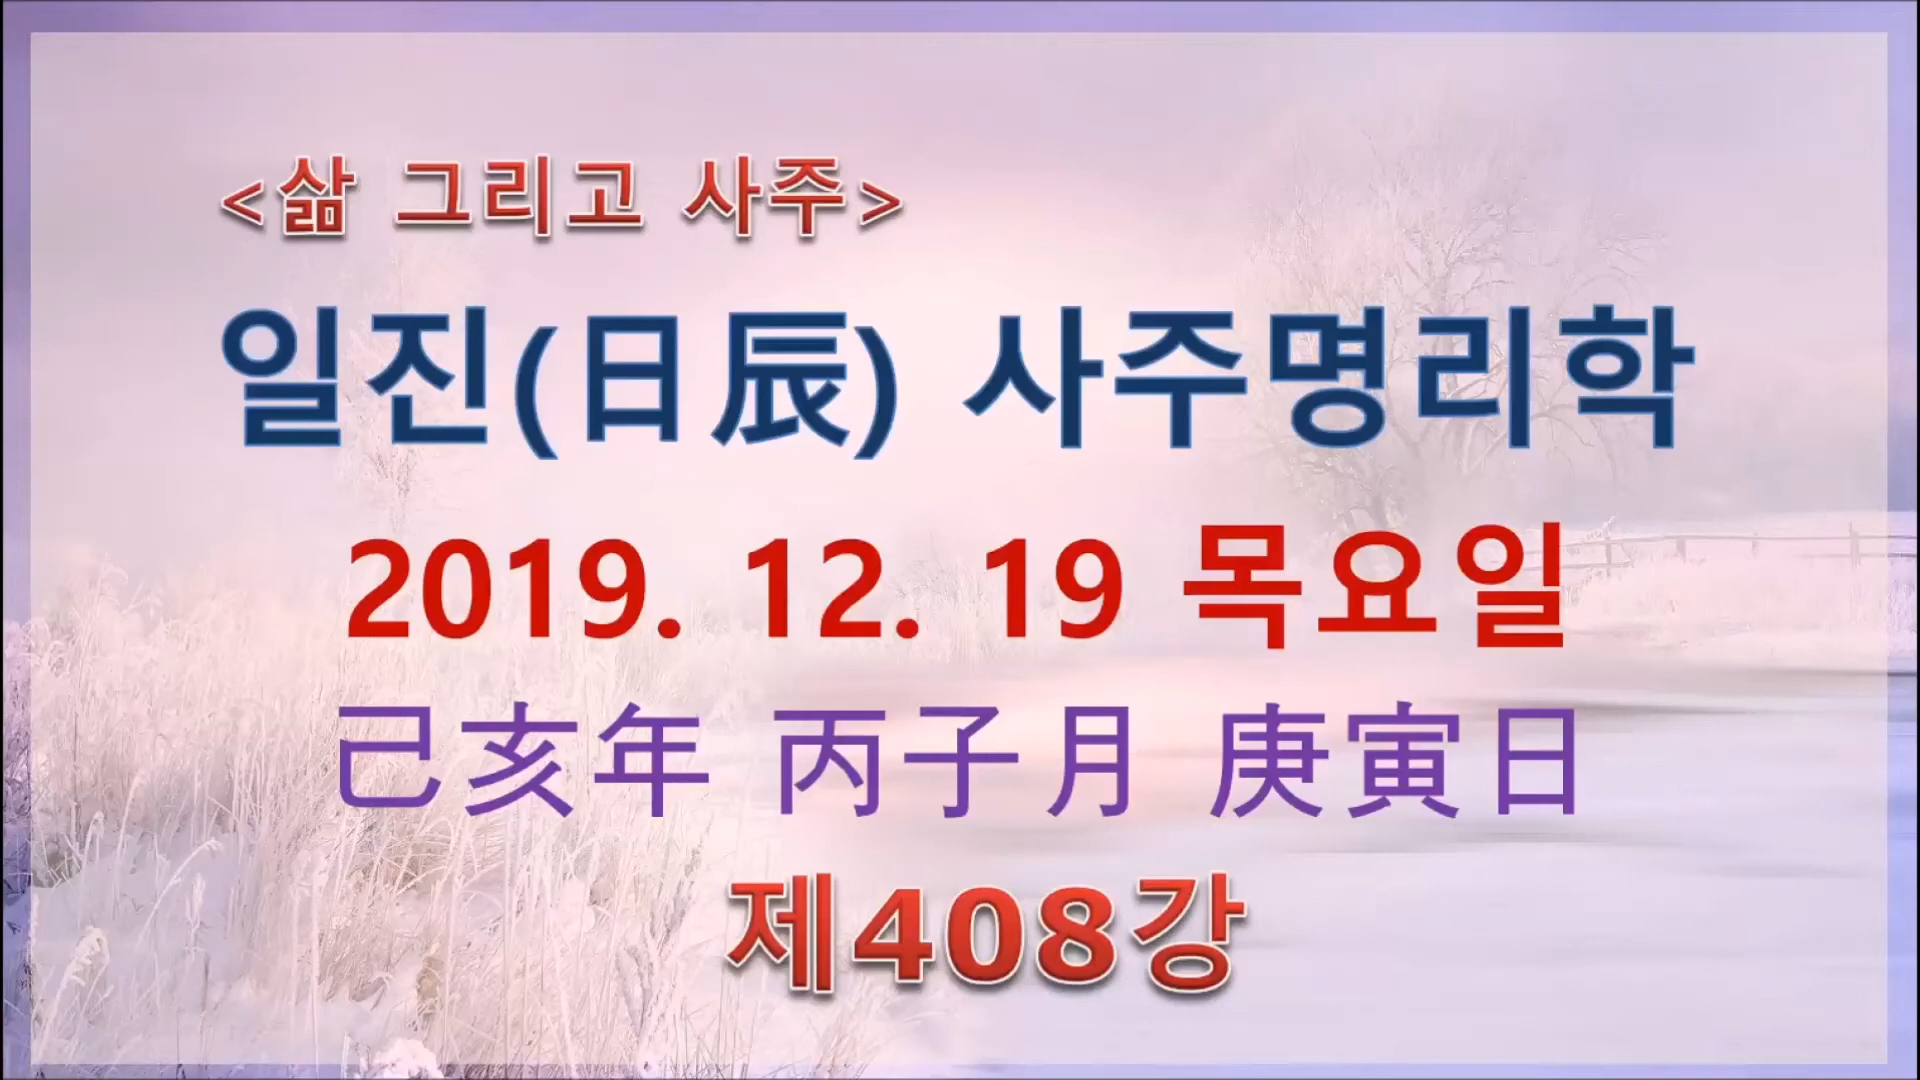 <삶 그리고 사주>
일진(日辰) 사주명리학
2019. 12. 19 목요일
己亥年 丙子月 庚寅日
제408강